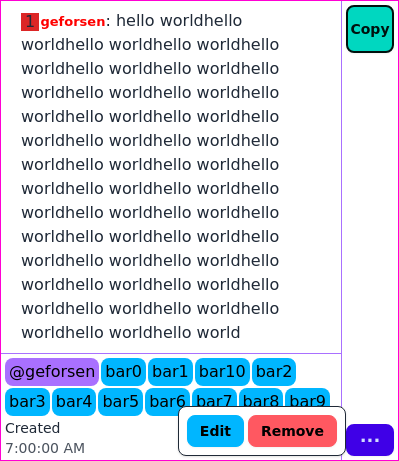 1 geforsen: hello worldhello
worldhello worldhello worldhello
worldhello worldhello worldhello
worldhello worldhello worldhello
worldhello worldhello worldhello
worldhello worldhello worldhello
worldhello worldhello worldhello
worldhello worldhello worldhello
worldhello worldhello worldhello
worldhello worldhello worldhello
worldhello worldhello worldhello
worldhello worldhello worldhello
worldhello worldhello worldhello
worldhello worldhello world
Copy
@geforsen bar0 bar1 bar10 bar2
bar3 bar4 bar5 bar6 bar7 bar8 bar9
Created
7:00:00 AM
Edit Remove
...